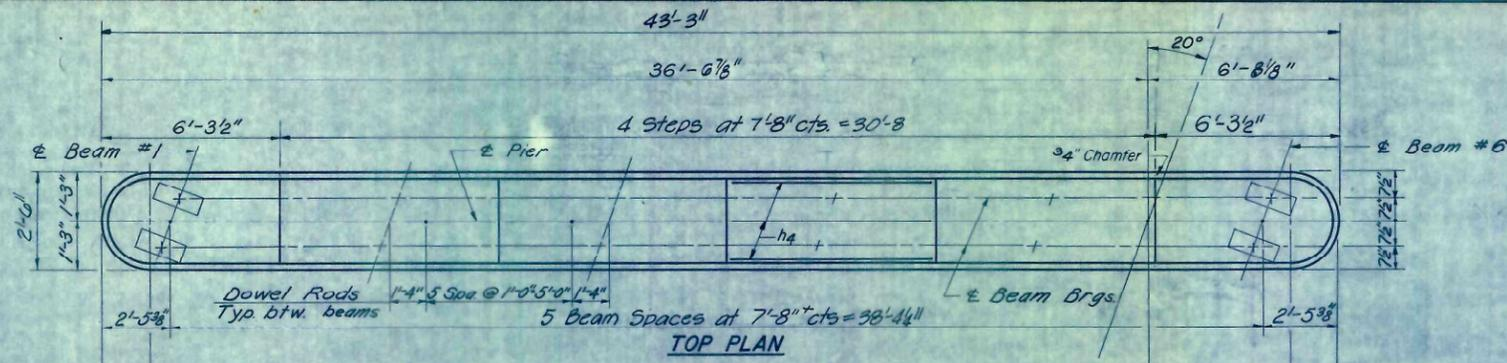 43'-3"
20°
36'-6⅞"
6'-8⅛"
6'-3½"
4 Steps at 7'-8" cts. = 30'-8
6'-3½"
℄ Beam #1
℄ Pier
¾" Chamfer
℄ Beam #6
2'-6"
1'-3"
1'-3"
h4
7½"
7½"
7½"
7½"
Dowel Rods
Typ. btw. beams
1'-4"
5 Spa @ 1'-0"=5'-0"
1'-4"
℄ Beam Brgs.
2'-5⅜"
5 Beam Spaces at 7'-8"⁺ cts = 38'-4¼"
2'-5⅜"
TOP PLAN